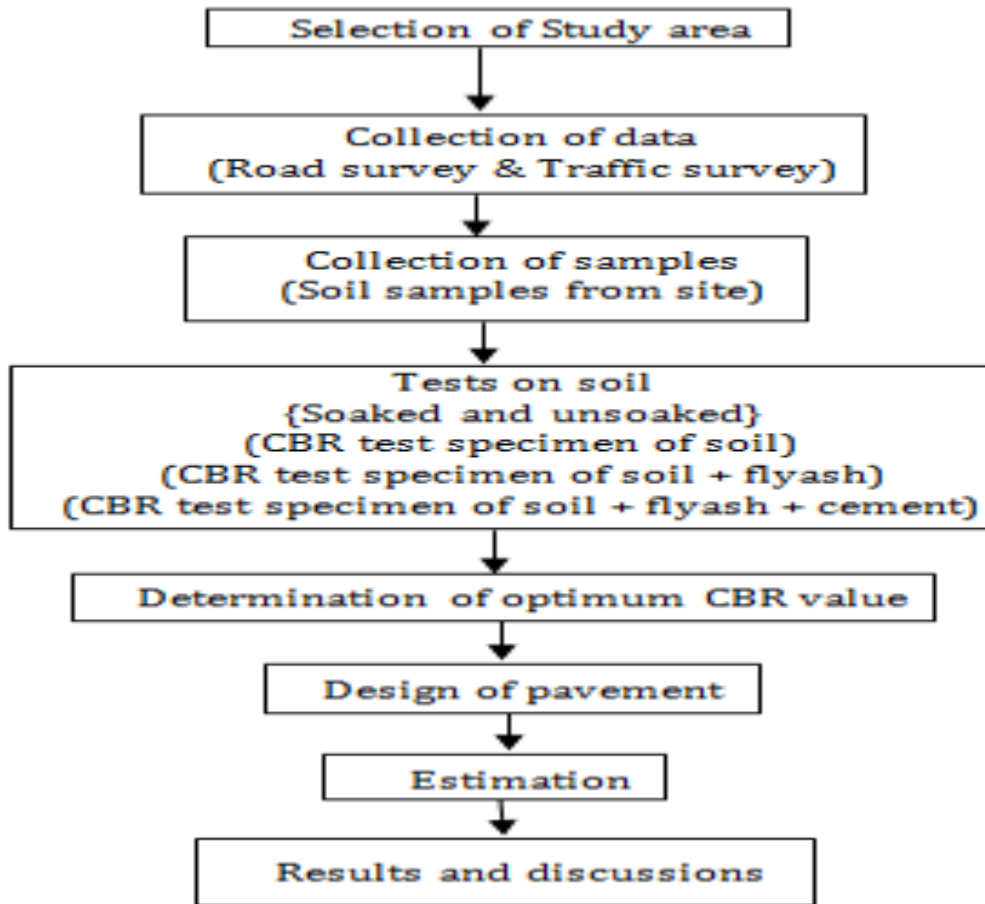 Selection of Study area
Collection of data
(Road survey & Traffic survey)
Collection of samples
(Soil samples from site)
Tests on soil
{Soaked and unsoaked}
(CBR test specimen of soil)
(CBR test specimen of soil + flyash)
(CBR test specimen of soil + flyash + cement)
Determination of optimum CBR value
Design of pavement
Estimation
Results and discussions